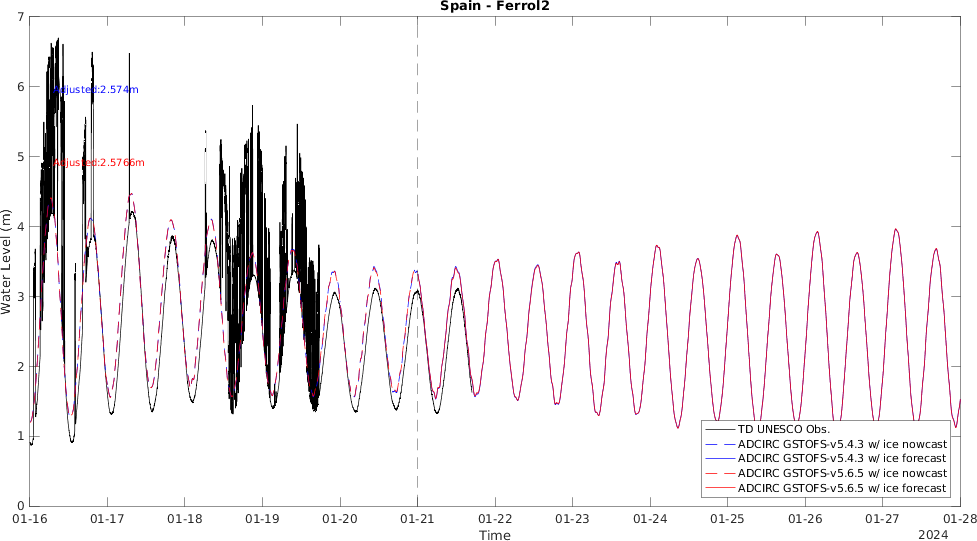 Spain - Ferrol2
7
6
5
4
3
2
1
0
Water Level (m)
Adjusted:2.574m
Adjusted:2.5766m
TD UNESCO Obs.
ADCIRC GSTOFS-v5.4.3 w/ ice nowcast
ADCIRC GSTOFS-v5.4.3 w/ ice forecast
ADCIRC GSTOFS-v5.6.5 w/ ice nowcast
ADCIRC GSTOFS-v5.6.5 w/ ice forecast
01-16 01-17 01-18 01-19 01-20 01-21 01-22 01-23 01-24 01-25 01-26 01-27 01-28
Time
2024